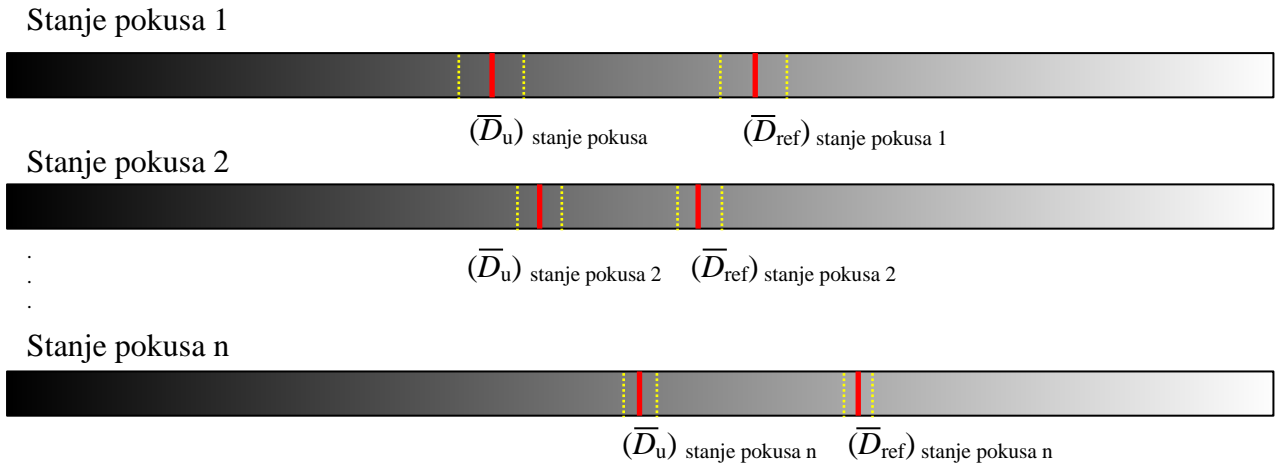 Stanje pokusa 1
(D̅u) stanje pokusa (D̅ref) stanje pokusa 1
Stanje pokusa 2
(D̅u) stanje pokusa 2 (D̅ref) stanje pokusa 2
.
.
.
Stanje pokusa n
(D̅u) stanje pokusa n (D̅ref) stanje pokusa n